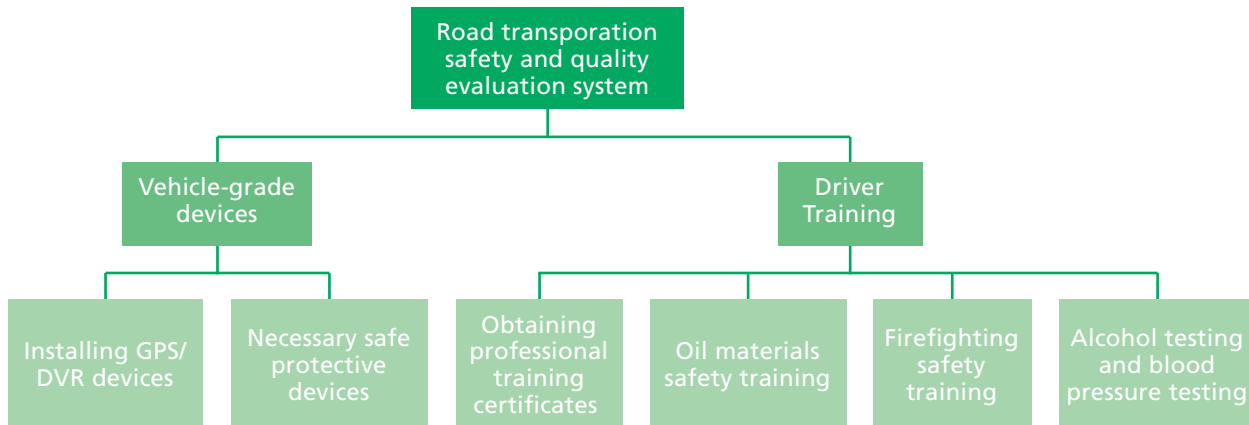 Road transporation
safety and quality
evaluation system
Vehicle-grade
devices
Driver
Training
Installing GPS/
DVR devices
Necessary safe
protective
devices
Obtaining
professional
training
certificates
Oil materials
safety training
Firefighting
safety
training
Alcohol testing
and blood
pressure testing